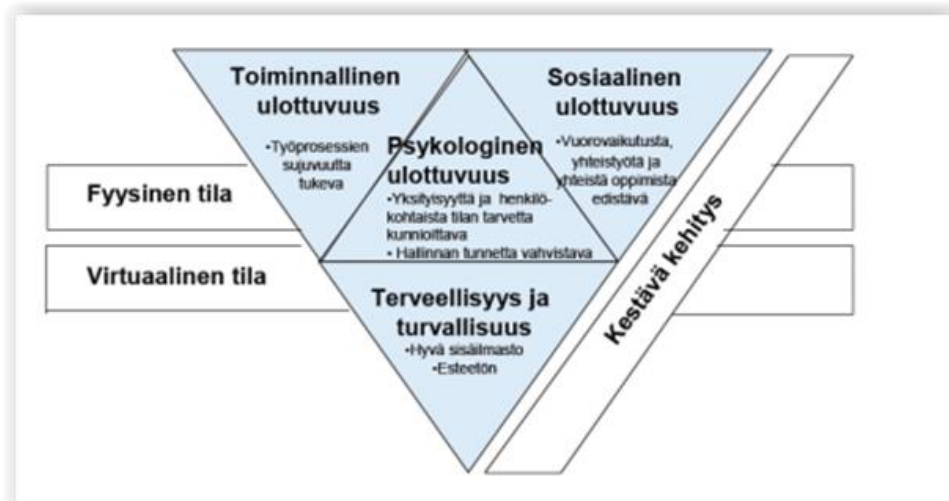 Toiminnallinen
ulottuvuus
•Työprosessien
sujuvuutta
tukeva
Sosiaalinen
ulottuvuus
•Vuorovaikutusta,
yhteistyötä ja
yhteistä oppimista
edistävä
Psykologinen
ulottuvuus
•Yksityisyyttä ja henkilö-
kohtaista tilan tarvetta
kunnioittava
• Hallinnan tunnetta vahvistava
Fyysinen tila
Virtuaalinen tila
Terveellisyys ja
turvallisuus
•Hyvä sisäilmasto
•Esteetön
Kestävä kehitys